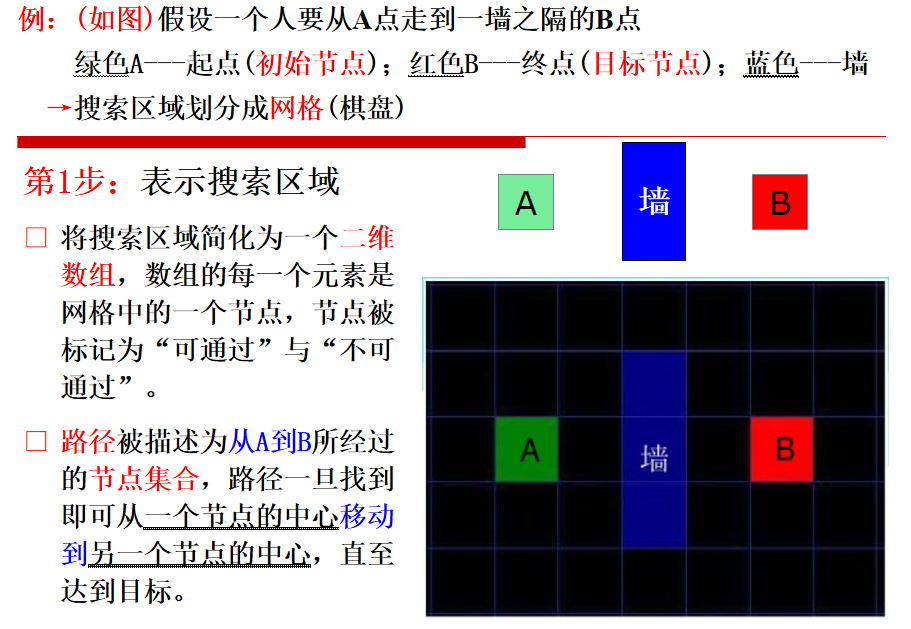 例：(如图)假设一个人要从A点走到一墙之隔的B点
绿色A---起点(初始节点)；红色B---终点(目标节点)；蓝色---墙
→搜索区域划分成网格(棋盘)
第1步：表示搜索区域
将搜索区域简化为一个二维
数组，数组的每一个元素是
网格中的一个节点，节点被
标记为“可通过”与“不可
通过”。
路径被描述为从A到B所经过
的节点集合，路径一旦找到
即可从一个节点的中心移动
到另一个节点的中心，直至
达到目标。
A 墙 B
A 墙 B